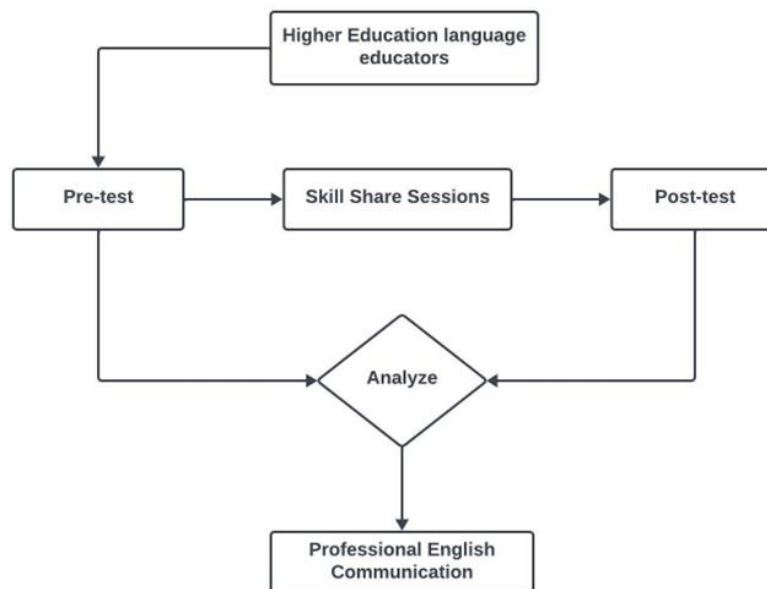 Higher Education language
educators
Pre-test
Skill Share Sessions
Post-test
Analyze
Professional English
Communication